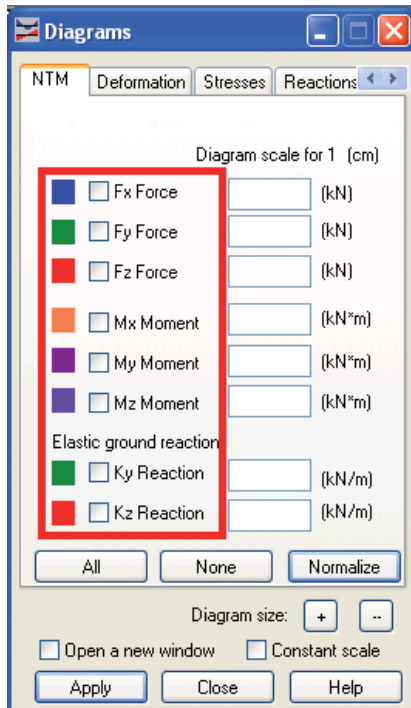 Diagrams
NTM Deformation Stresses Reactions
Diagram scale for 1 (cm)
Fx Force (kN)
Fy Force (kN)
Fz Force (kN)
Mx Moment (kN*m)
My Moment (kN*m)
Mz Moment (kN*m)
Elastic ground reaction
Ky Reaction (kN/m)
Kz Reaction (kN/m)
All None Normalize
Diagram size: + --
Open a new window Constant scale
Apply Close Help